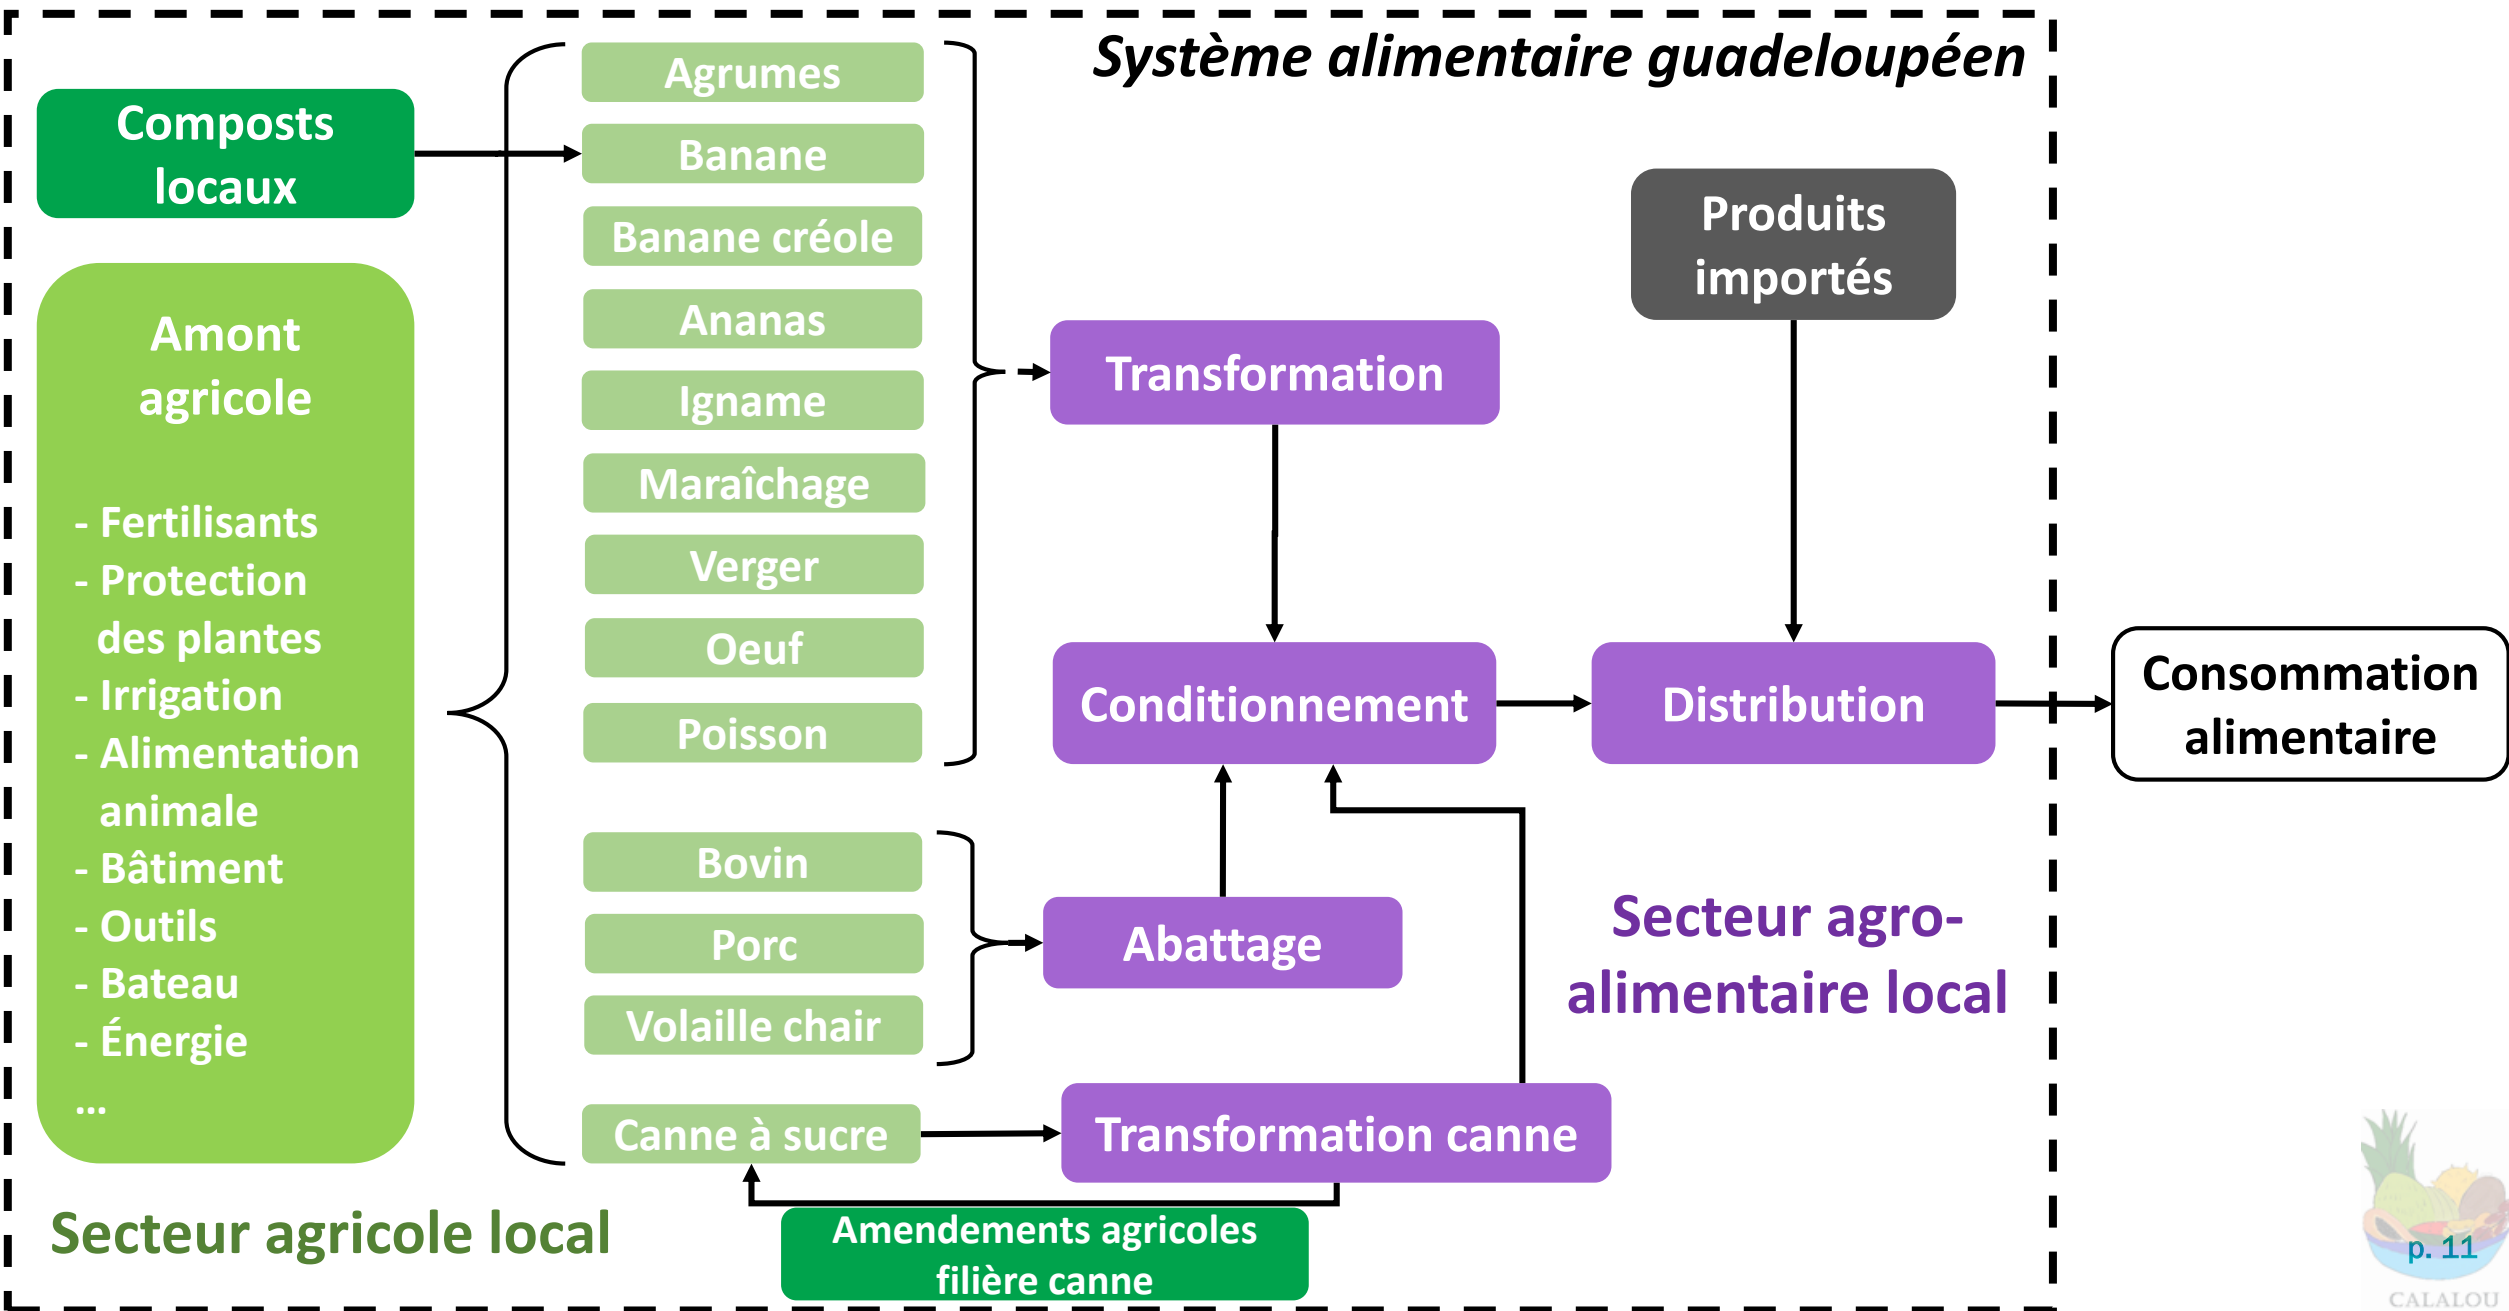 Système alimentaire guadeloupéen
Composts
locaux
Amont
agricole
- Fertilisants
- Protection
des plantes
- Irrigation
- Alimentation
animale
- Bâtiment
- Outils
- Bateau
- Énergie
...
Secteur agricole local
Agrumes
Banane
Banane créole
Ananas
Igname
Maraîchage
Verger
Oeuf
Poisson
Bovin
Porc
Volaille chair
Canne à sucre
Amendements agricoles
filière canne
Transformation
Conditionnement
Abattage
Transformation canne
Produits
importés
Distribution
Secteur agro-
alimentaire local
Consommation
alimentaire
p. 11
CALALOU